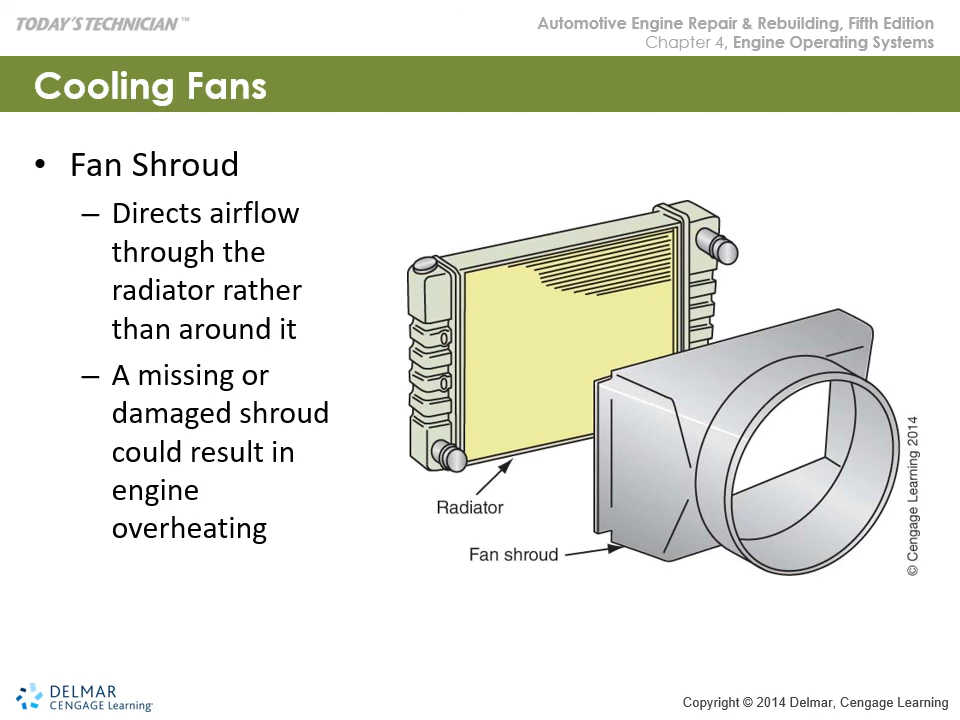 TODAY'S TECHNICIAN ™
Automotive Engine Repair & Rebuilding, Fifth Edition
Chapter 4, Engine Operating Systems
Cooling Fans
• Fan Shroud
– Directs airflow
through the
radiator rather
than around it
– A missing or
damaged shroud
could result in
engine
overheating
Radiator
Fan shroud
© Cengage Learning 2014
DELMAR
CENGAGE Learning
Copyright © 2014 Delmar, Cengage Learning